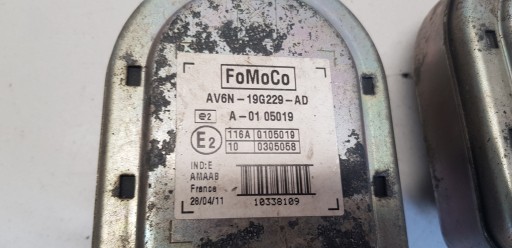 FoMoCo
AV6N-19G229-AD
e2 A-01 05019
E2 116A 0105019
10 0305058
IND:E
AMAAB
France
28/04/11 10338109